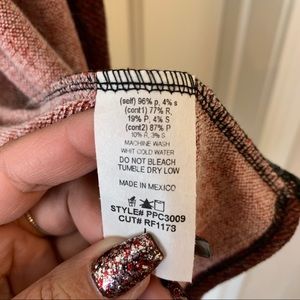 (self) 96% p, 4% s
(cont1) 77% R,
19% P, 4% S
(cont2) 87% P
10% R, 3% S
MACHINE WASH
WHIT COLD WATER
DO NOT BLEACH
TUMBLE DRY LOW
MADE IN MEXICO
STYLE# PPC3009
CUT# RF1173